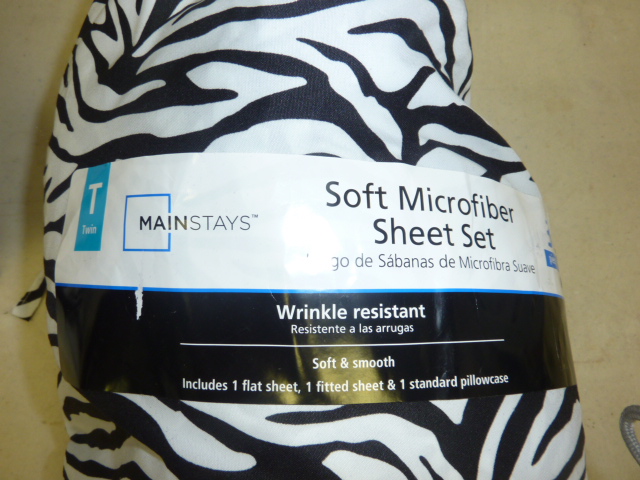 T
Twin
MAINSTAYS™
Soft Microfiber
Sheet Set
go de Sábanas de Microfibra Suave
Wrinkle resistant
Resistente a las arrugas
Soft & smooth
Includes 1 flat sheet, 1 fitted sheet & 1 standard pillowcase